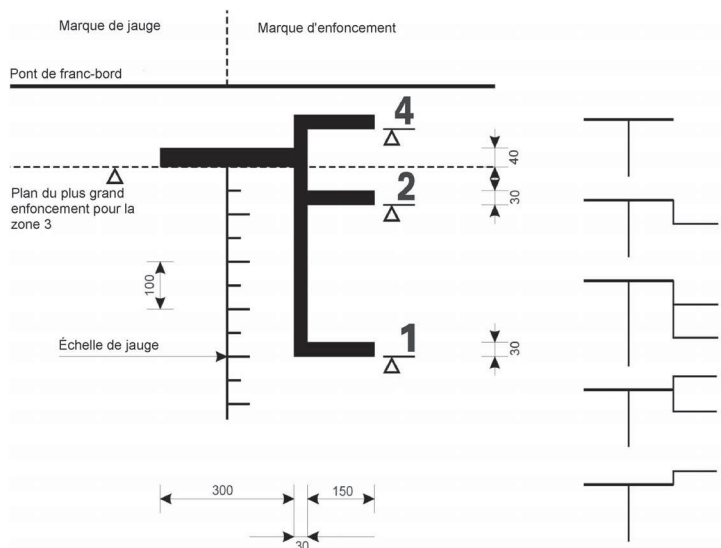 Marque de jauge
Marque d'enfoncement
Pont de franc-bord
4
40
Plan du plus grand
enfoncement pour la
zone 3
2
30
100
Échelle de jauge
1
30
300
150
30